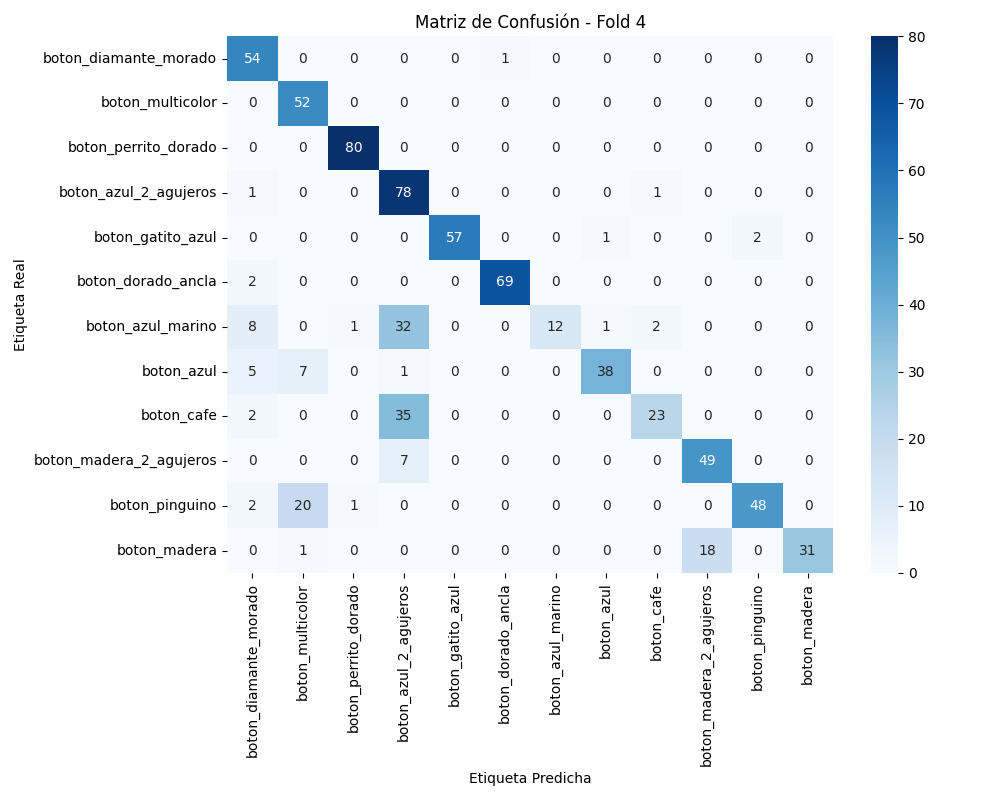 Matriz de Confusión - Fold 4
boton_diamante_morado 54 0 0 0 0 1 0 0 0 0 0 0
boton_multicolor 0 52 0 0 0 0 0 0 0 0 0 0
boton_perrito_dorado 0 0 80 0 0 0 0 0 0 0 0 0
boton_azul_2_agujeros 1 0 0 78 0 0 0 0 1 0 0 0
boton_gatito_azul 0 0 0 0 57 0 0 1 0 0 2 0
boton_dorado_ancla 2 0 0 0 0 69 0 0 0 0 0 0
boton_azul_marino 8 0 1 32 0 0 12 1 2 0 0 0
boton_azul 5 7 0 1 0 0 0 38 0 0 0 0
boton_cafe 2 0 0 35 0 0 0 0 23 0 0 0
boton_madera_2_agujeros 0 0 0 7 0 0 0 0 0 49 0 0
boton_pinguino 2 20 1 0 0 0 0 0 0 0 48 0
boton_madera 0 1 0 0 0 0 0 0 0 18 0 31
Etiqueta Real
boton_diamante_morado
boton_multicolor
boton_perrito_dorado
boton_azul_2_agujeros
boton_gatito_azul
boton_dorado_ancla
boton_azul_marino
boton_azul
boton_cafe
boton_madera_2_agujeros
boton_pinguino
boton_madera
Etiqueta Predicha
80
70
60
50
40
30
20
10
0